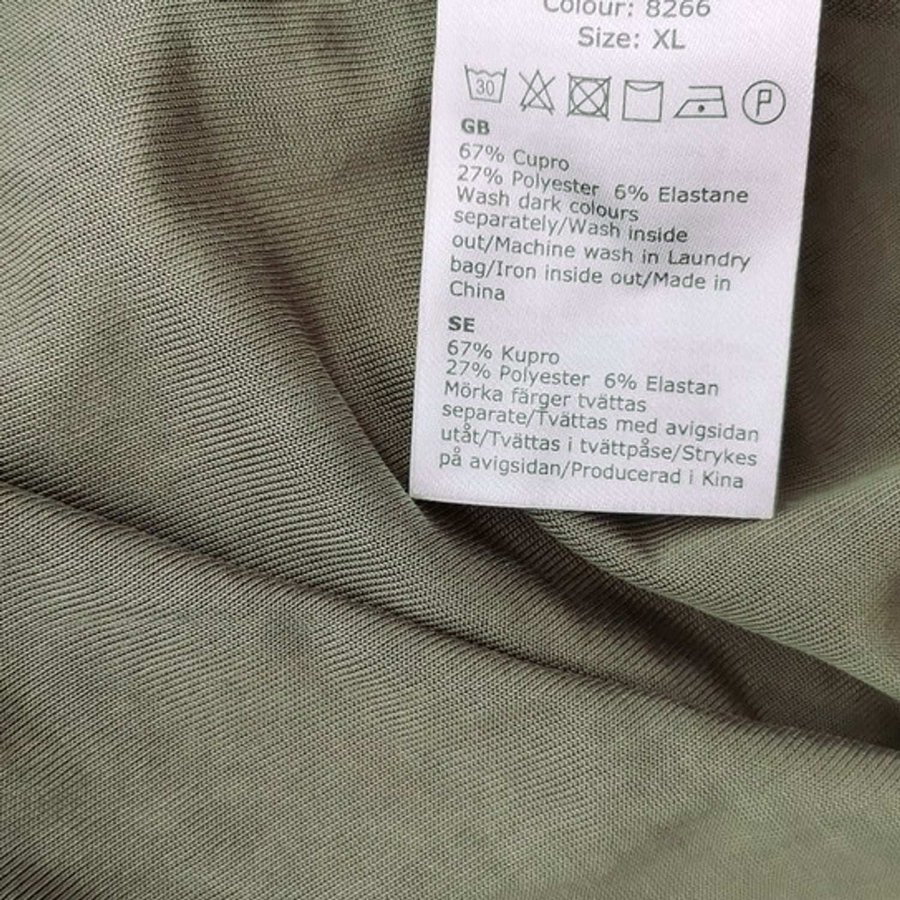 Colour: 8266
Size: XL
30 P
GB
67% Cupro
27% Polyester 6% Elastane
Wash dark colours
separately/Wash inside
out/Machine wash in Laundry
bag/Iron inside out/Made in
China
SE
67% Kupro
27% Polyester 6% Elastan
Mörka färger tvättas
separate/Tvättas med avigsidan
utåt/Tvättas i tvättpåse/Strykes
på avigsidan/Producerad i Kina